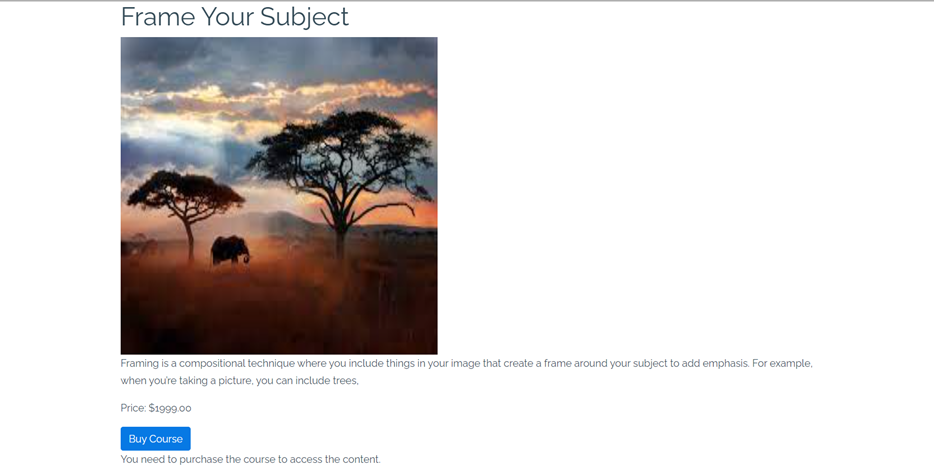 Frame Your Subject
Framing is a compositional technique where you include things in your image that create a frame around your subject to add emphasis. For example,
when you're taking a picture, you can include trees,
Price: $1999.00
Buy Course
You need to purchase the course to access the content.